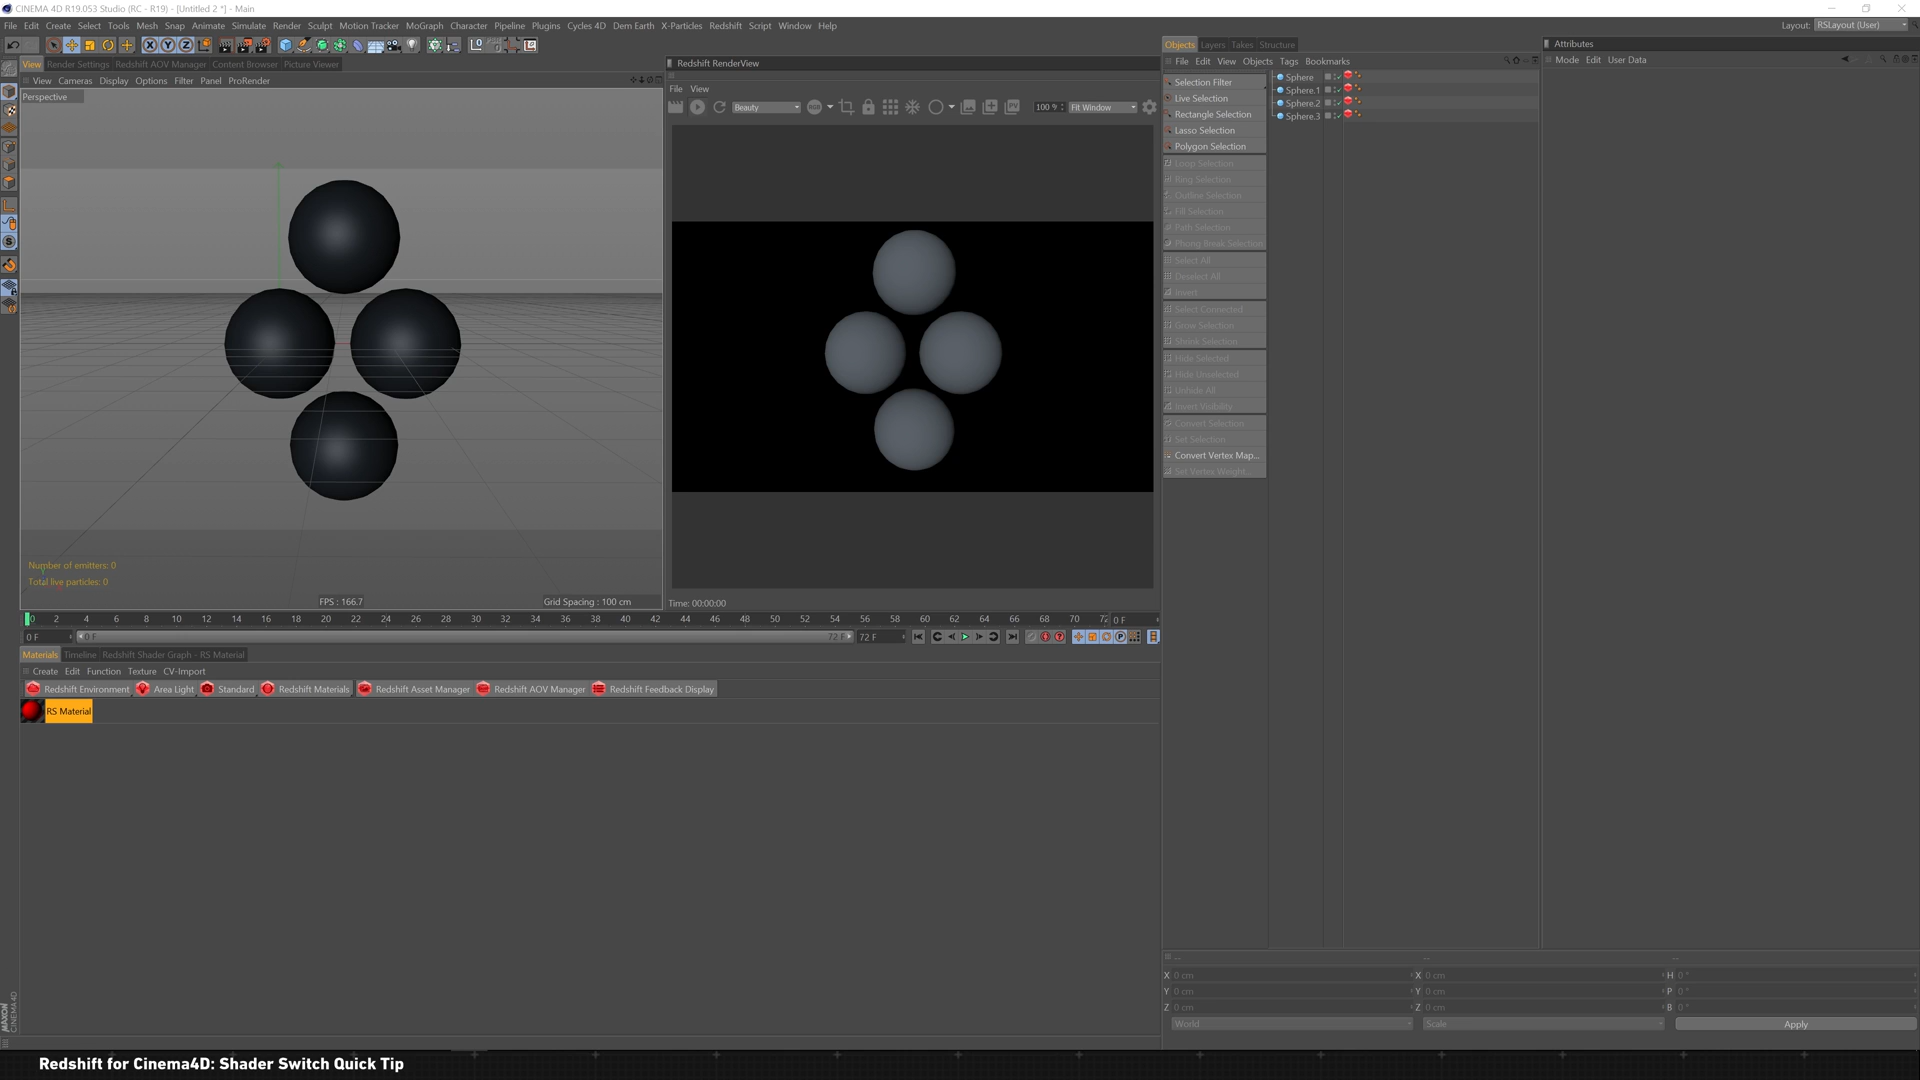 CINEMA 4D R19.053 Studio (RC - R19) - [Untitled 2 *] - Main
File Edit Create Select Tools Mesh Snap Animate Simulate Render Sculpt Motion Tracker MoGraph Character Pipeline Plugins Cycles 4D Dem Earth X-Particles Redshift Script Window Help
Layout: RSLayout (User)
View Render Settings Redshift AOV Manager Content Browser Picture Viewer
View Cameras Display Options Filter Panel ProRender
Perspective
Number of emitters: 0
Total live particles: 0
FPS : 166.7
Grid Spacing : 100 cm
Redshift RenderView
File View
Beauty
100 %
Fit Window
Time: 00:00:00
Objects Layers Takes Structure
File Edit View Objects Tags Bookmarks
Selection Filter
Live Selection
Rectangle Selection
Lasso Selection
Polygon Selection
Loop Selection
Ring Selection
Outline Selection
Fill Selection
Path Selection
Phong Break Selection
Select All
Deselect All
Invert
Select Connected
Grow Selection
Shrink Selection
Hide Selected
Hide Unselected
Unhide All
Invert Visibility
Convert Selection
Set Selection
Convert Vertex Map...
Set Vertex Weight...
Sphere
Sphere.1
Sphere.2
Sphere.3
Attributes
Mode Edit User Data
0 2 4 6 8 10 12 14 16 18 20 22 24 26 28 30 32 34 36 38 40 42 44 46 48 50 52 54 56 58 60 62 64 66 68 70 72 0 F
0 F 0 F 72 F 72 F
Materials Timeline Redshift Shader Graph - RS Material
Create Edit Function Texture CV-Import
Redshift Environment Area Light Standard Redshift Materials Redshift Asset Manager Redshift AOV Manager Redshift Feedback Display
RS Material
-- -- --
X 0 cm X 0 cm H 0 °
Y 0 cm Y 0 cm P 0 °
Z 0 cm Z 0 cm B 0 °
World Scale Apply
MAXON
CINEMA 4D
Redshift for Cinema4D: Shader Switch Quick Tip